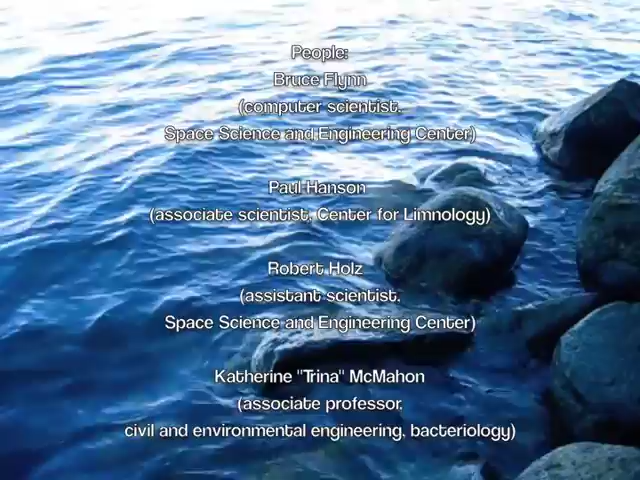 People:
Bruce Flynn
(computer scientist,
Space Science and Engineering Center)
Paul Hanson
(associate scientist, Center for Limnology)
Robert Holz
(assistant scientist,
Space Science and Engineering Center)
Katherine "Trina" McMahon
(associate professor,
civil and environmental engineering, bacteriology)